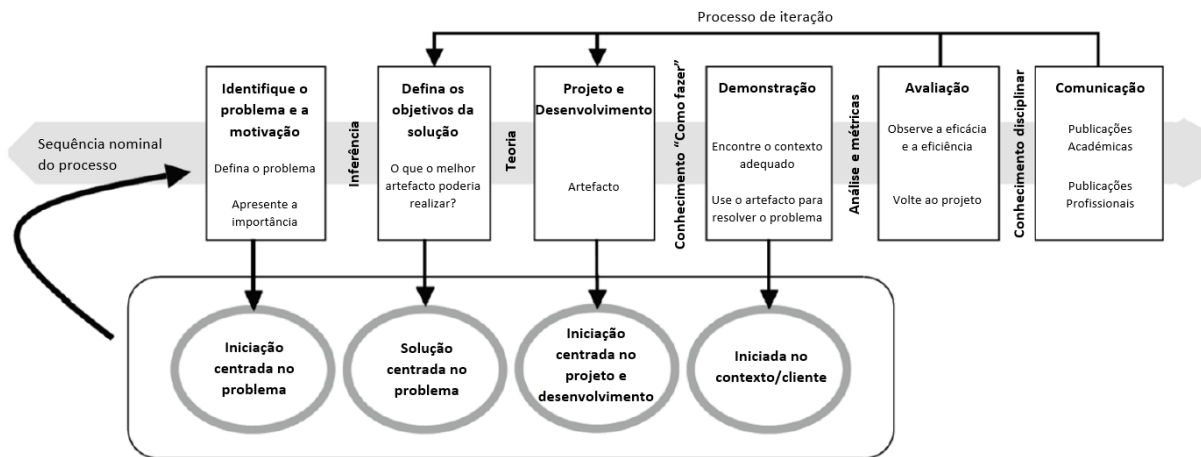 Processo de iteração
Sequência nominal
do processo
Identifique o
problema e a
motivação
Defina o problema
Apresente a
importância
Inferência
Defina os
objetivos da
solução
O que o melhor
artefacto poderia
realizar?
Teoria
Projeto e
Desenvolvimento
Artefacto
Conhecimento “Como fazer”
Demonstração
Encontre o contexto
adequado
Use o artefacto para
resolver o problema
Análise e métricas
Avaliação
Observe a eficácia
e a eficiência
Volte ao projeto
Conhecimento disciplinar
Comunicação
Publicações
Académicas
Publicações
Profissionais
Iniciação
centrada no
problema
Solução
centrada no
problema
Iniciação
centrada no
projeto e
desenvolvimento
Iniciada no
contexto/cliente